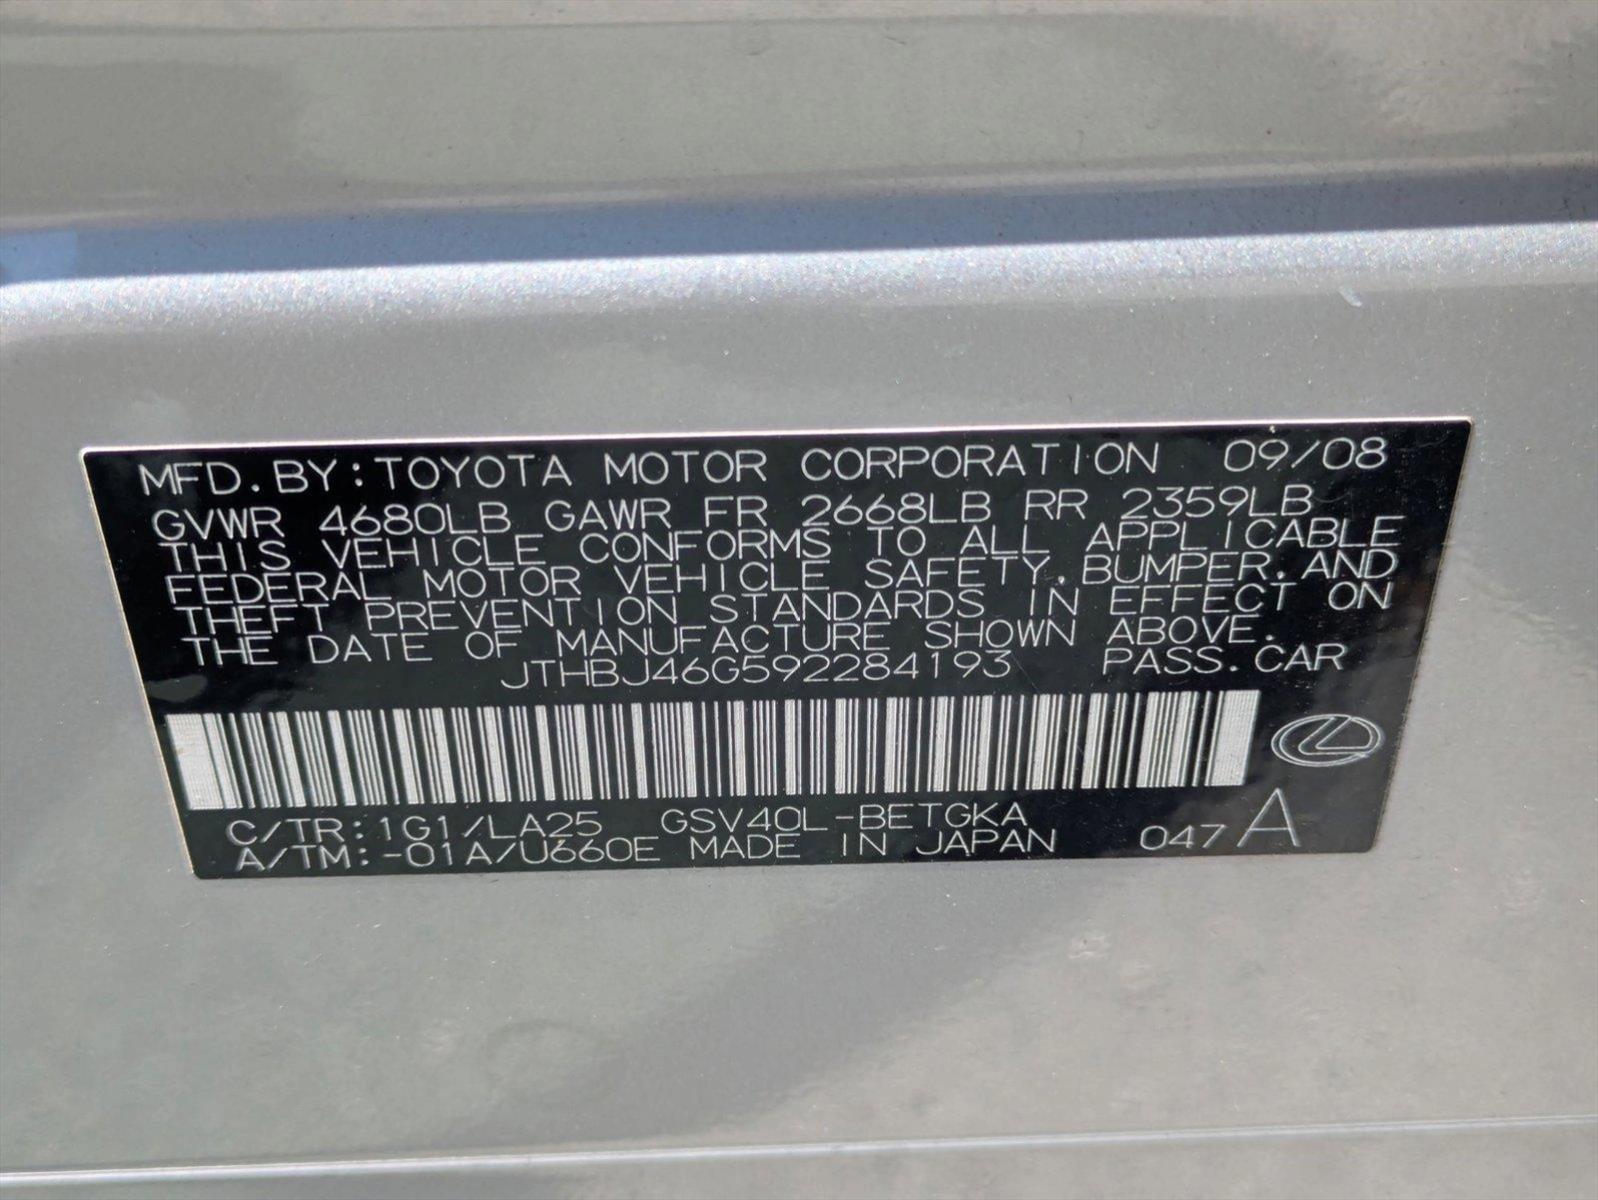 MFD. BY: TOYOTA MOTOR CORPORATION 09/08
GVWR 4680LB GAWR FR 2668LB RR 2359LB
THIS VEHICLE CONFORMS TO ALL APPLICABLE
FEDERAL MOTOR VEHICLE SAFETY, BUMPER, AND
THEFT PREVENTION STANDARDS IN EFFECT ON
THE DATE OF MANUFACTURE SHOWN ABOVE.
JTHBJ46G592284193 PASS. CAR
C/TR: 1G1/LA25 GSV40L-BETGKA
A/TM: -01A/U660E MADE IN JAPAN 047 A